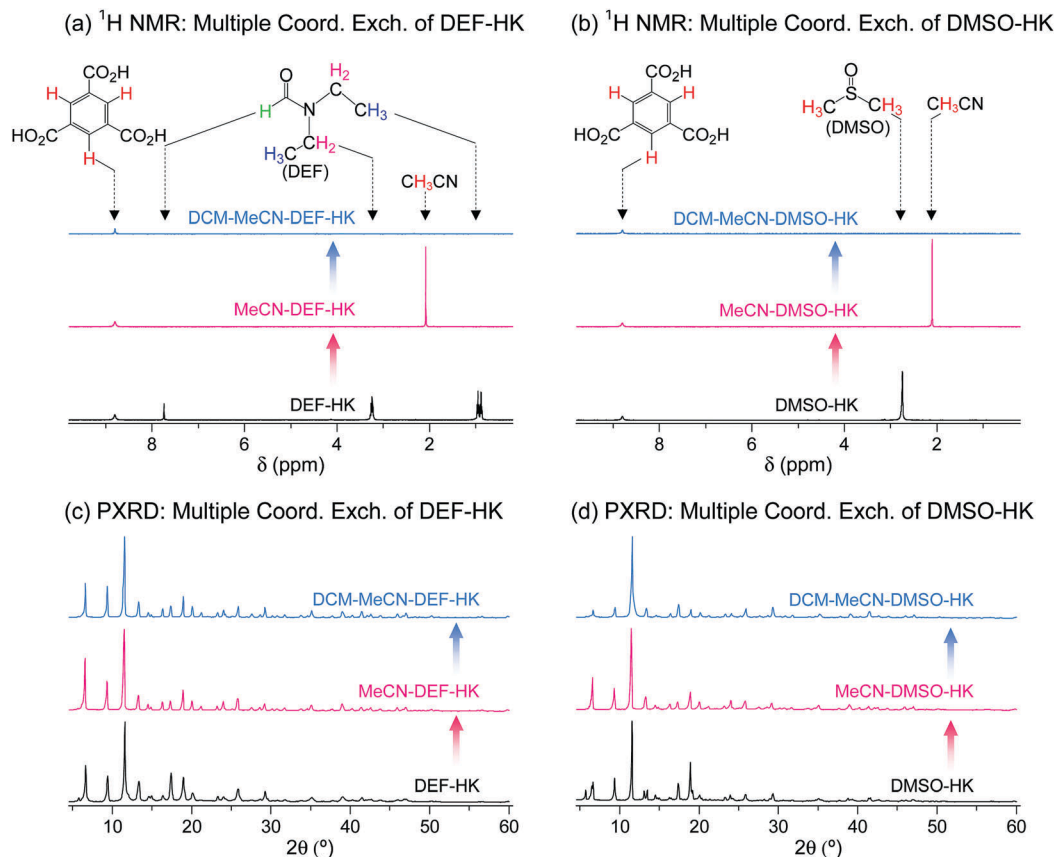 (a) ¹H NMR: Multiple Coord. Exch. of DEF-HK
CO₂H
H H
HO₂C CO₂H
H
O
H
N
H₂
H₃
H₂
H₃C
(DEF)
CH₃CN
DCM-MeCN-DEF-HK
MeCN-DEF-HK
DEF-HK
8 6 4 2
δ (ppm)
(b) ¹H NMR: Multiple Coord. Exch. of DMSO-HK
CO₂H
H H
HO₂C CO₂H
H
O
H₃C S CH₃
(DMSO)
CH₃CN
DCM-MeCN-DMSO-HK
MeCN-DMSO-HK
DMSO-HK
8 6 4 2
δ (ppm)
(c) PXRD: Multiple Coord. Exch. of DEF-HK
DCM-MeCN-DEF-HK
MeCN-DEF-HK
DEF-HK
10 20 30 40 50 60
2θ (º)
(d) PXRD: Multiple Coord. Exch. of DMSO-HK
DCM-MeCN-DMSO-HK
MeCN-DMSO-HK
DMSO-HK
10 20 30 40 50 60
2θ (º)